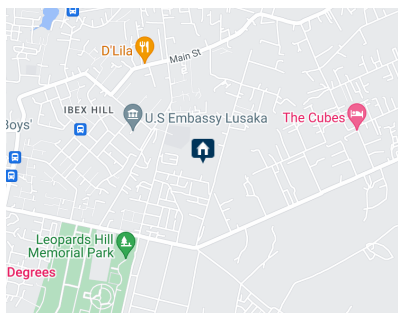 D'Lila
Main St
IBEX HILL
U.S Embassy Lusaka
The Cubes
Boys'
Leopards Hill
Memorial Park
Degrees